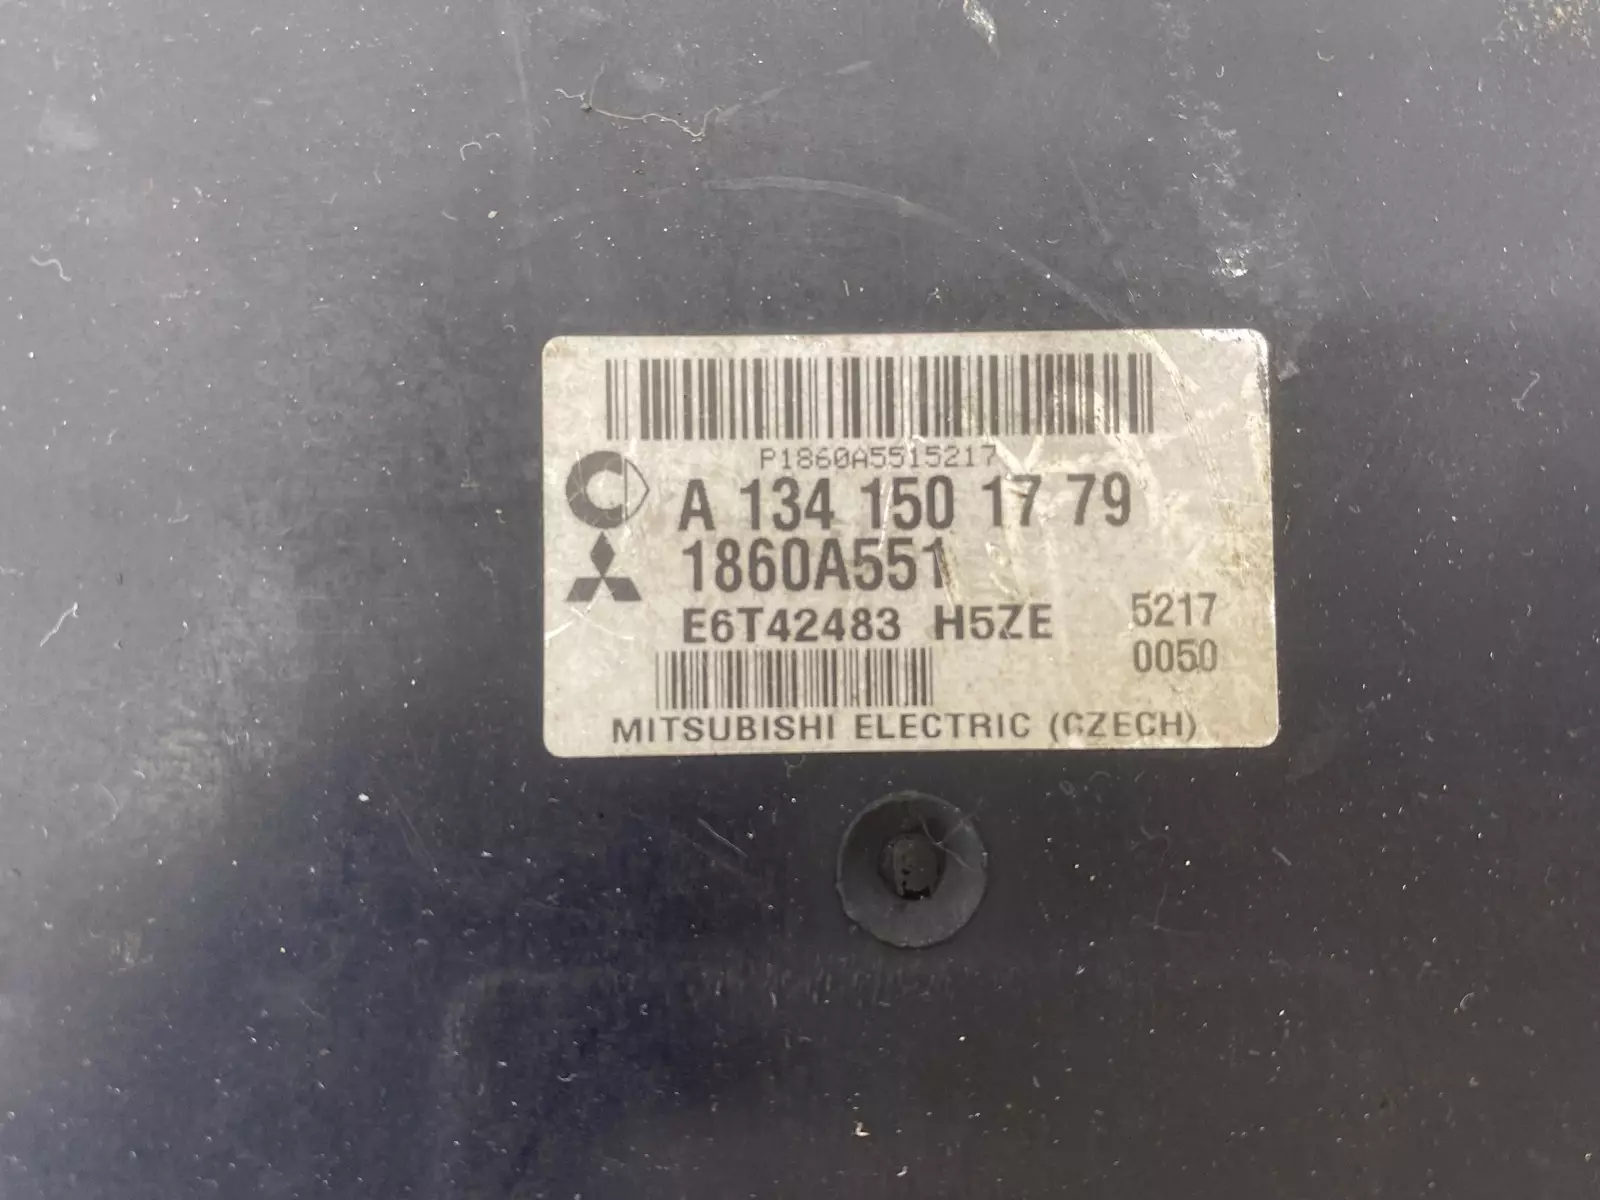 P1860A5515217
A 134 150 17 79
1860A551
E6T42483 H5ZE
5217
0050
MITSUBISHI ELECTRIC (CZECH)